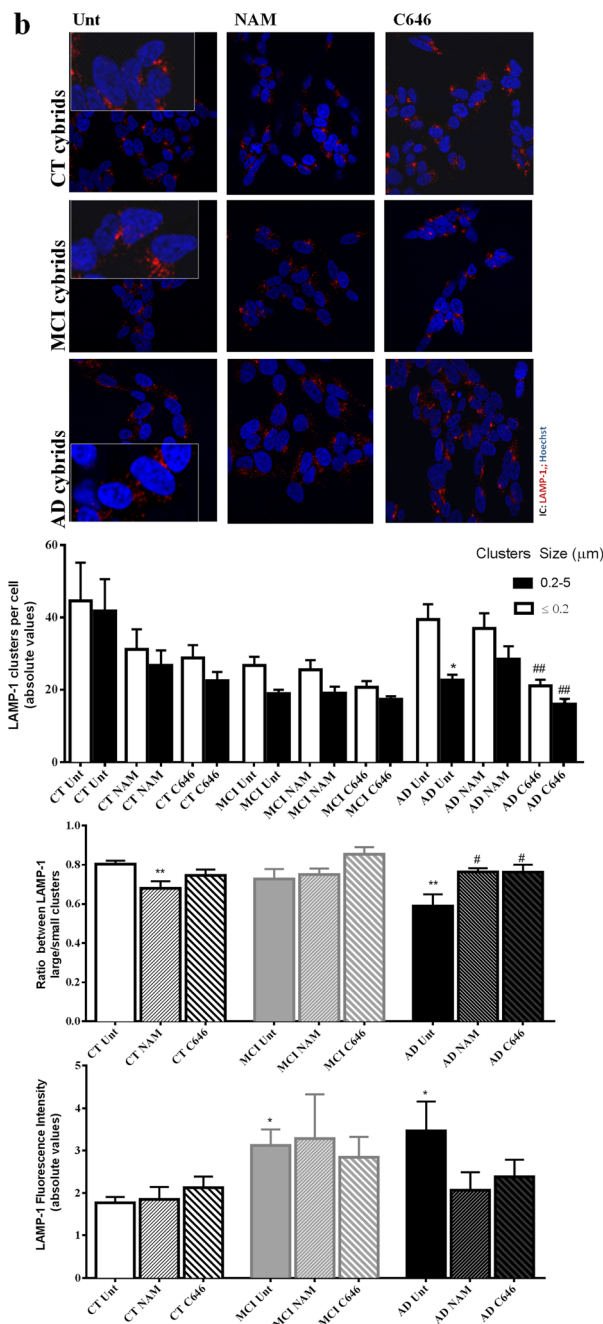 b
Unt NAM C646
CT cybrids
MCI cybrids
AD cybrids
IC: LAMP-1,; Hoechst
LAMP-1 clusters per cell
(absolute values)
60
40
20
0
Clusters Size (μm)
0.2-5
≤ 0.2
*
##
##
CT Unt
CT Unt
CT NAM
CT NAM
CT C646
CT C646
MCI Unt
MCI Unt
MCI NAM
MCI NAM
MCI C646
MCI C646
AD Unt
AD Unt
AD NAM
AD NAM
AD C646
AD C646
Ratio between LAMP-1
large/small clusters
1.0
0.8
0.6
0.4
0.2
0.0
**
**
#
#
CT Unt
CT NAM
CT C646
MCI Unt
MCI NAM
MCI C646
AD Unt
AD NAM
AD C646
LAMP-1 Fluorescence Intensity
(absolute values)
5
4
3
2
1
0
*
*
CT Unt
CT NAM
CT C646
MCI Unt
MCI NAM
MCI C646
AD Unt
AD NAM
AD C646